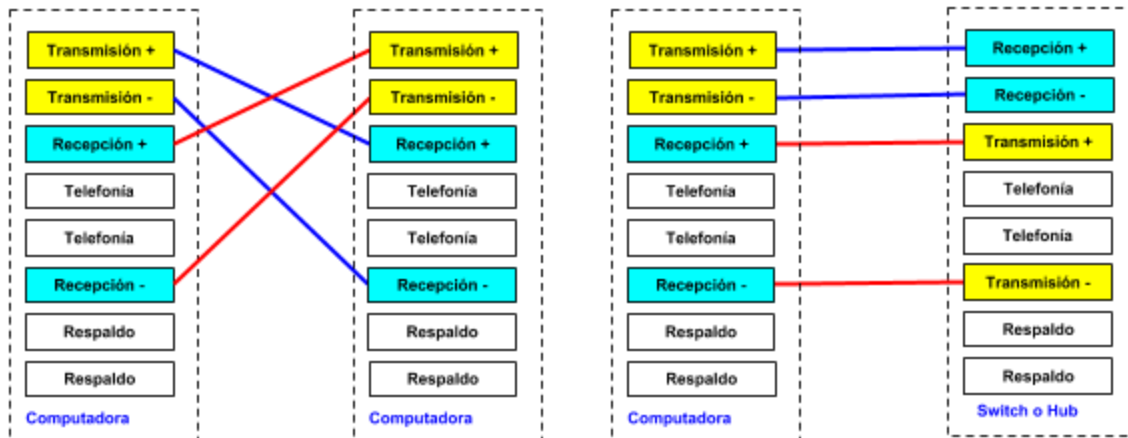 Transmisión +
Transmisión -
Recepción +
Telefonía
Telefonía
Recepción -
Respaldo
Respaldo
Computadora
Transmisión +
Transmisión -
Recepción +
Telefonía
Telefonía
Recepción -
Respaldo
Respaldo
Computadora
Transmisión +
Transmisión -
Recepción +
Telefonía
Telefonía
Recepción -
Respaldo
Respaldo
Computadora
Recepción +
Recepción -
Transmisión +
Telefonía
Telefonía
Transmisión -
Respaldo
Respaldo
Switch o Hub